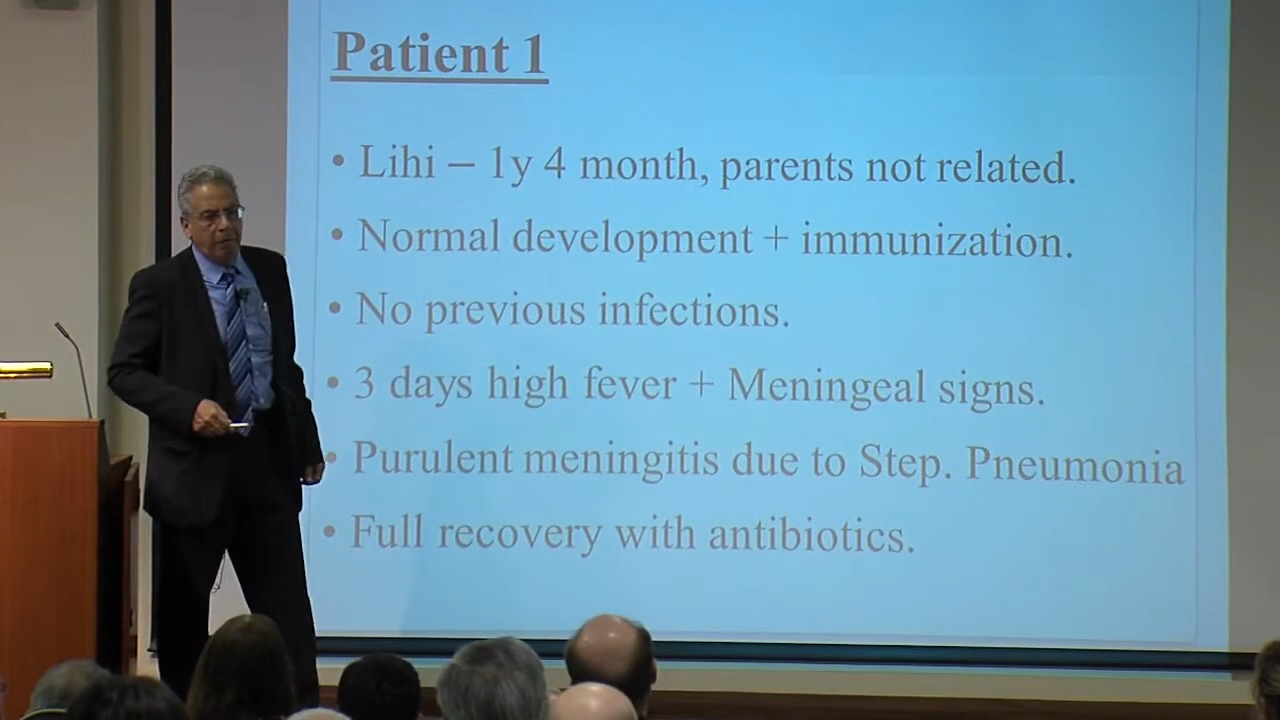 Patient 1
• Lihi – 1y 4 month, parents not related.
• Normal development + immunization.
• No previous infections.
• 3 days high fever + Meningeal signs.
• Purulent meningitis due to Step. Pneumonia
• Full recovery with antibiotics.